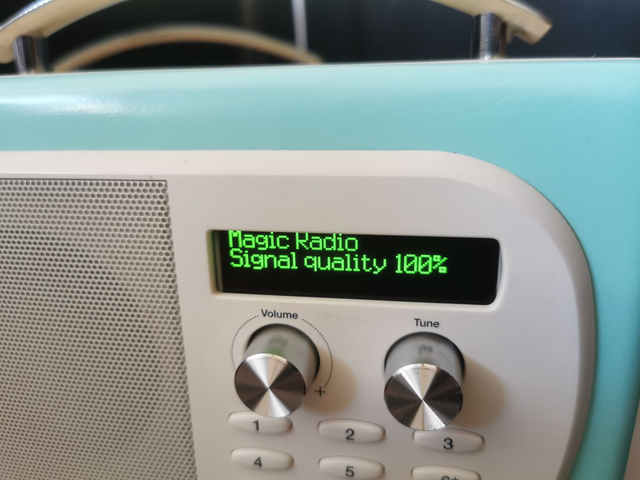 Magic Radio
Signal quality 100%
Volume
Tune
+
1
2
3
4
5